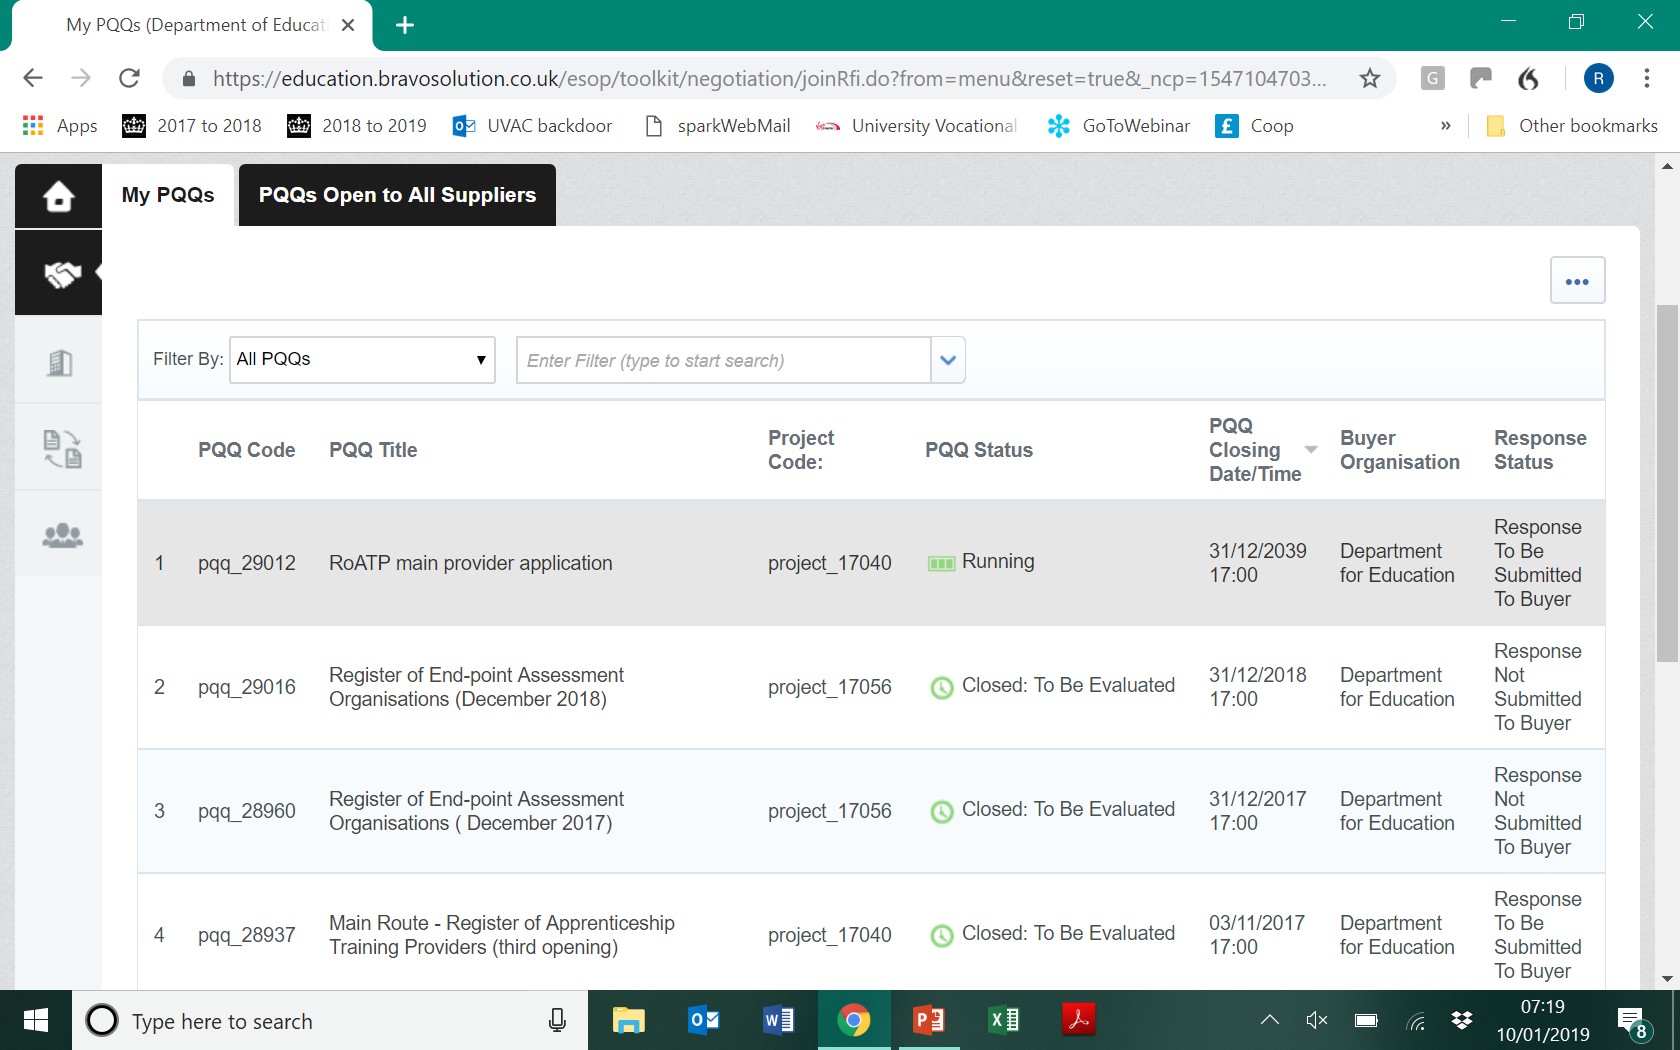 My PQQs (Department of Educat
https://education.bravosolution.co.uk/esop/toolkit/negotiation/joinRfi.do?from=menu&reset=true&_ncp=1547104703...
G
R
Apps
2017 to 2018
2018 to 2019
UVAC backdoor
sparkWebMail
University Vocational
GoToWebinar
£ Coop
»
Other bookmarks
My PQQs
PQQs Open to All Suppliers
Filter By:
All PQQs
Enter Filter (type to start search)
PQQ Code
PQQ Title
Project
Code:
PQQ Status
PQQ
Closing
Date/Time
Buyer
Organisation
Response
Status
1
pqq_29012
RoATP main provider application
project_17040
Running
31/12/2039
17:00
Department
for Education
Response
To Be
Submitted
To Buyer
2
pqq_29016
Register of End-point Assessment
Organisations (December 2018)
project_17056
Closed: To Be Evaluated
31/12/2018
17:00
Department
for Education
Response
Not
Submitted
To Buyer
3
pqq_28960
Register of End-point Assessment
Organisations ( December 2017)
project_17056
Closed: To Be Evaluated
31/12/2017
17:00
Department
for Education
Response
Not
Submitted
To Buyer
4
pqq_28937
Main Route - Register of Apprenticeship
Training Providers (third opening)
project_17040
Closed: To Be Evaluated
03/11/2017
17:00
Department
for Education
Response
To Be
Submitted
To Buyer
Type here to search
07:19
10/01/2019
8